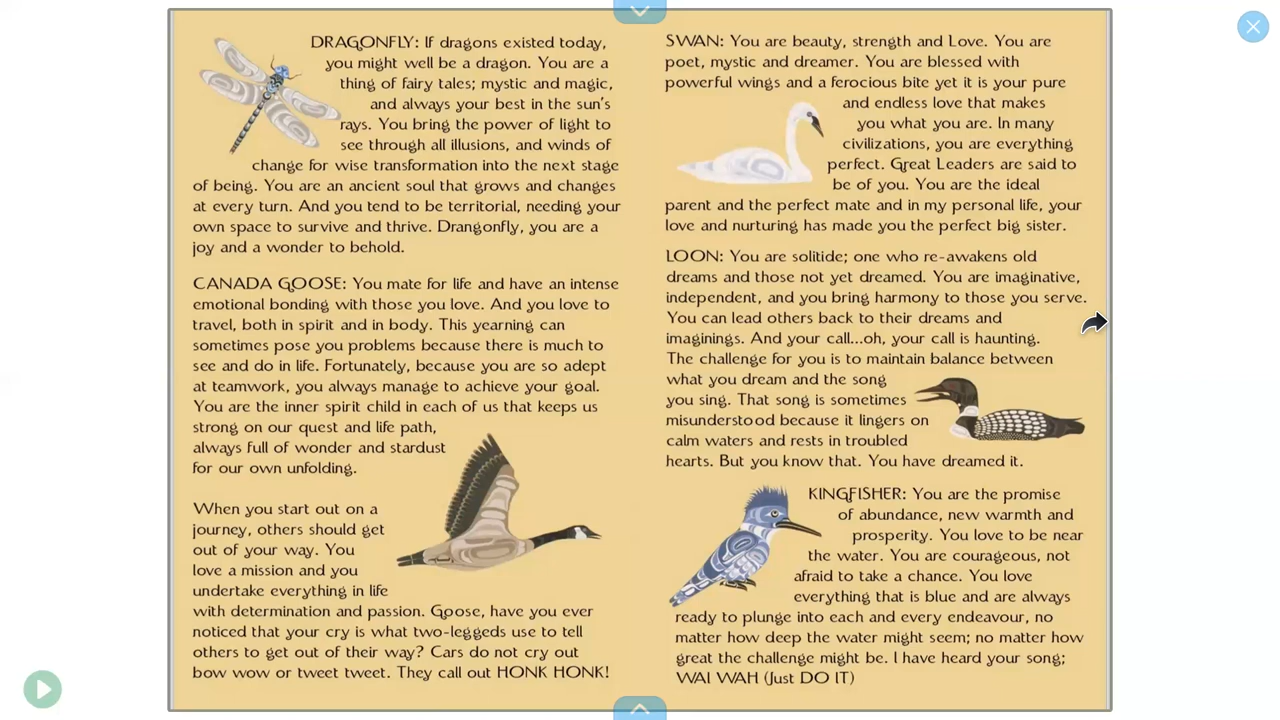 DRAGONFLY: If dragons existed today,
you might well be a dragon. You are a
thing of fairy tales; mystic and magic,
and always your best in the sun's
rays. You bring the power of light to
see through all illusions, and winds of
change for wise transformation into the next stage
of being. You are an ancient soul that grows and changes
at every turn. And you tend to be territorial, needing your
own space to survive and thrive. Drangonfly, you are a
joy and a wonder to behold.
CANADA GOOSE: You mate for life and have an intense
emotional bonding with those you love. And you love to
travel, both in spirit and in body. This yearning can
sometimes pose you problems because there is much to
see and do in life. Fortunately, because you are so adept
at teamwork, you always manage to achieve your goal.
You are the inner spirit child in each of us that keeps us
strong on our quest and life path,
always full of wonder and stardust
for our own unfolding.
When you start out on a
journey, others should get
out of your way. You
love a mission and you
undertake everything in life
with determination and passion. Goose, have you ever
noticed that your cry is what two-leggeds use to tell
others to get out of their way? Cars do not cry out
bow wow or tweet tweet. They call out HONK HONK!
SWAN: You are beauty, strength and Love. You are
poet, mystic and dreamer. You are blessed with
powerful wings and a ferocious bite yet it is your pure
and endless love that makes
you what you are. In many
civilizations, you are everything
perfect. Great Leaders are said to
be of you. You are the ideal
parent and the perfect mate and in my personal life, your
love and nurturing has made you the perfect big sister.
LOON: You are solitide; one who re-awakens old
dreams and those not yet dreamed. You are imaginative,
independent, and you bring harmony to those you serve.
You can lead others back to their dreams and
imaginings. And your call...oh, your call is haunting.
The challenge for you is to maintain balance between
what you dream and the song
you sing. That song is sometimes
misunderstood because it lingers on
calm waters and rests in troubled
hearts. But you know that. You have dreamed it.
KINGFISHER: You are the promise
of abundance, new warmth and
prosperity. You love to be near
the water. You are courageous, not
afraid to take a chance. You love
everything that is blue and are always
ready to plunge into each and every endeavour, no
matter how deep the water might seem; no matter how
great the challenge might be. I have heard your song;
WAI WAH (Just DO IT)